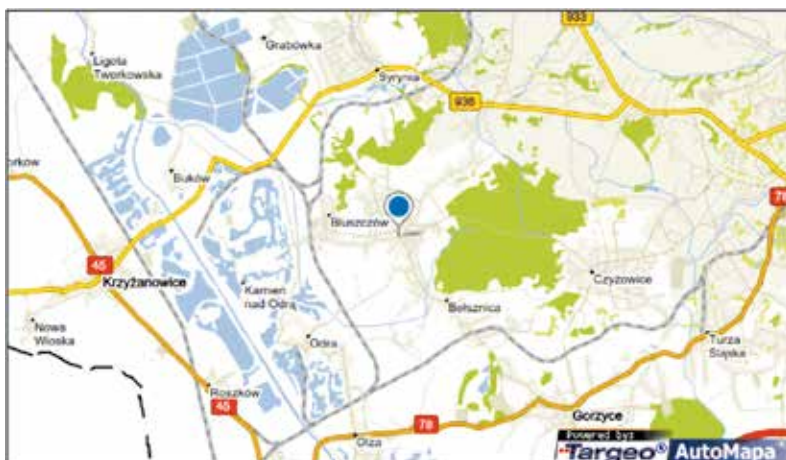 933
Grabówka
Ligota
Tworkowska
Syrynia
936
orków
Buków
78
Bluszczów
45
Krzyżanowice
Kamień
nad Odrą
Czyżowice
Bełsznica
Nowa
Wioska
Odra
Turza
Śląska
Roszków
45
78
Gorzyce
Olza
Powered by:
Targeo® AutoMapa